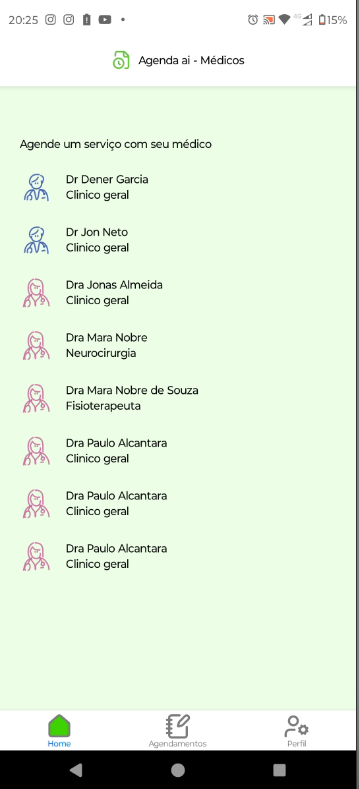 20:25
4G
15%
Agenda ai - Médicos
Agende um serviço com seu médico
Dr Dener Garcia
Clinico geral
Dr Jon Neto
Clinico geral
Dra Jonas Almeida
Clinico geral
Dra Mara Nobre
Neurocirurgia
Dra Mara Nobre de Souza
Fisioterapeuta
Dra Paulo Alcantara
Clinico geral
Dra Paulo Alcantara
Clinico geral
Dra Paulo Alcantara
Clinico geral
Home
Agendamentos
Perfil